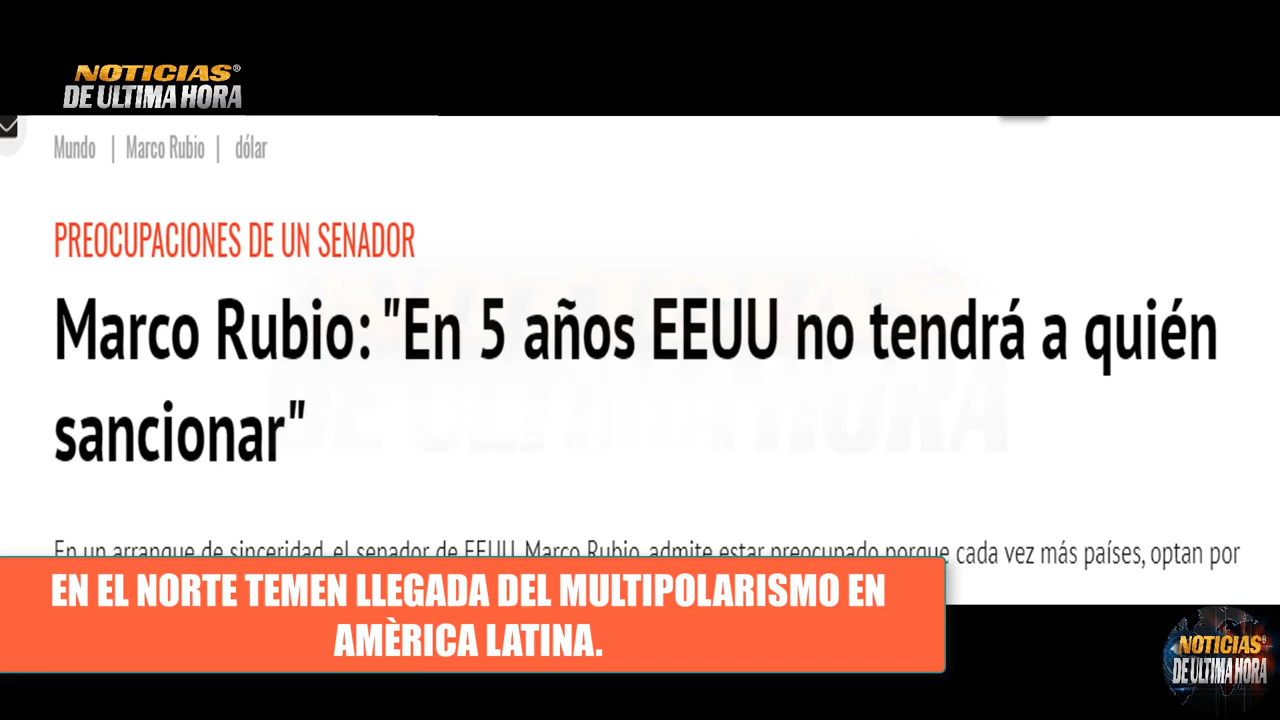 NOTICIAS®
DE ULTIMA HORA
Mundo | Marco Rubio | dólar
PREOCUPACIONES DE UN SENADOR
Marco Rubio: "En 5 años EEUU no tendrá a quién
sancionar"
En un arranque de sinceridad, el senador de EEUU, Marco Rubio, admite estar preocupado porque cada vez más países, optan por
EN EL NORTE TEMEN LLEGADA DEL MULTIPOLARISMO EN
AMÈRICA LATINA.
NOTICIAS®
DE ULTIMA HORA